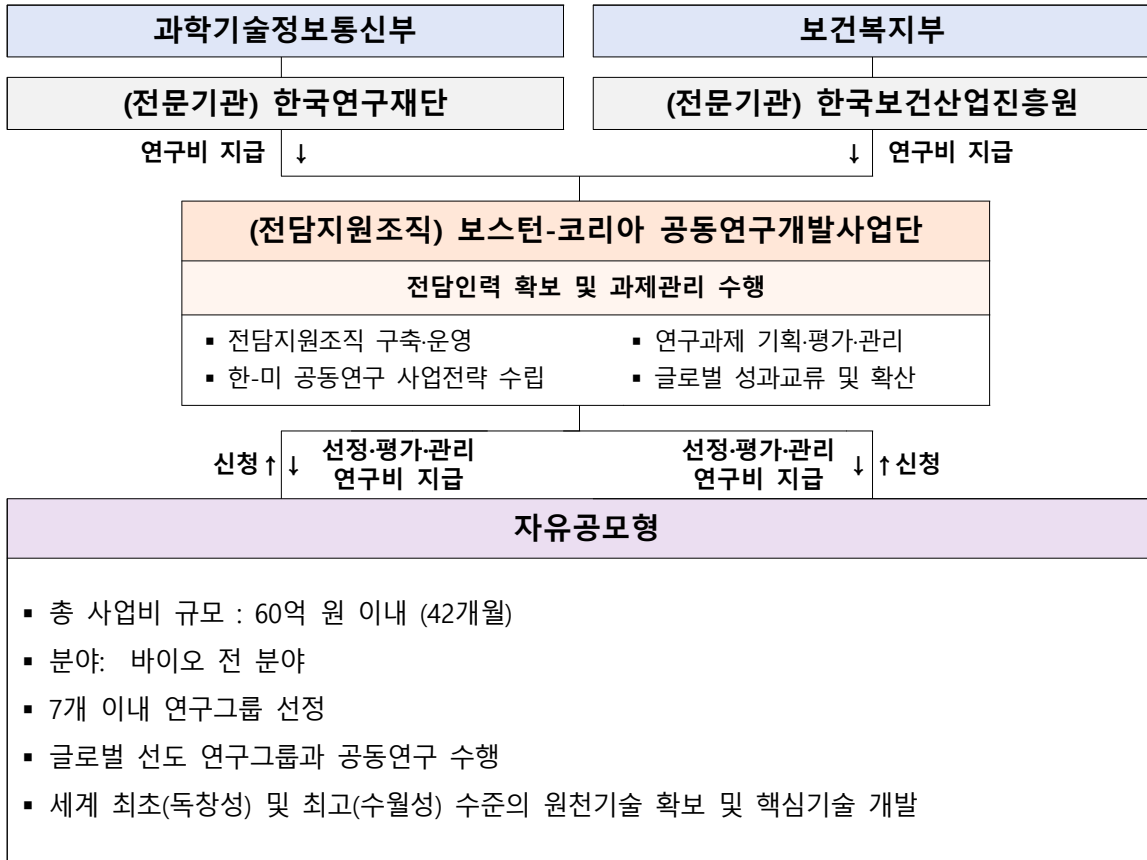 과학기술정보통신부
보건복지부
(전문기관) 한국연구재단
(전문기관) 한국보건산업진흥원
연구비 지급 ↓
↓ 연구비 지급
(전담지원조직) 보스턴-코리아 공동연구개발사업단
전담인력 확보 및 과제관리 수행
▪ 전담지원조직 구축·운영
▪ 한-미 공동연구 사업전략 수립
▪ 연구과제 기획·평가·관리
▪ 글로벌 성과교류 및 확산
신청↑
↓ 선정·평가·관리
연구비 지급
선정·평가·관리
연구비 지급 ↓
↑신청
자유공모형
▪ 총 사업비 규모 : 60억 원 이내 (42개월)
▪ 분야: 바이오 전 분야
▪ 7개 이내 연구그룹 선정
▪ 글로벌 선도 연구그룹과 공동연구 수행
▪ 세계 최초(독창성) 및 최고(수월성) 수준의 원천기술 확보 및 핵심기술 개발